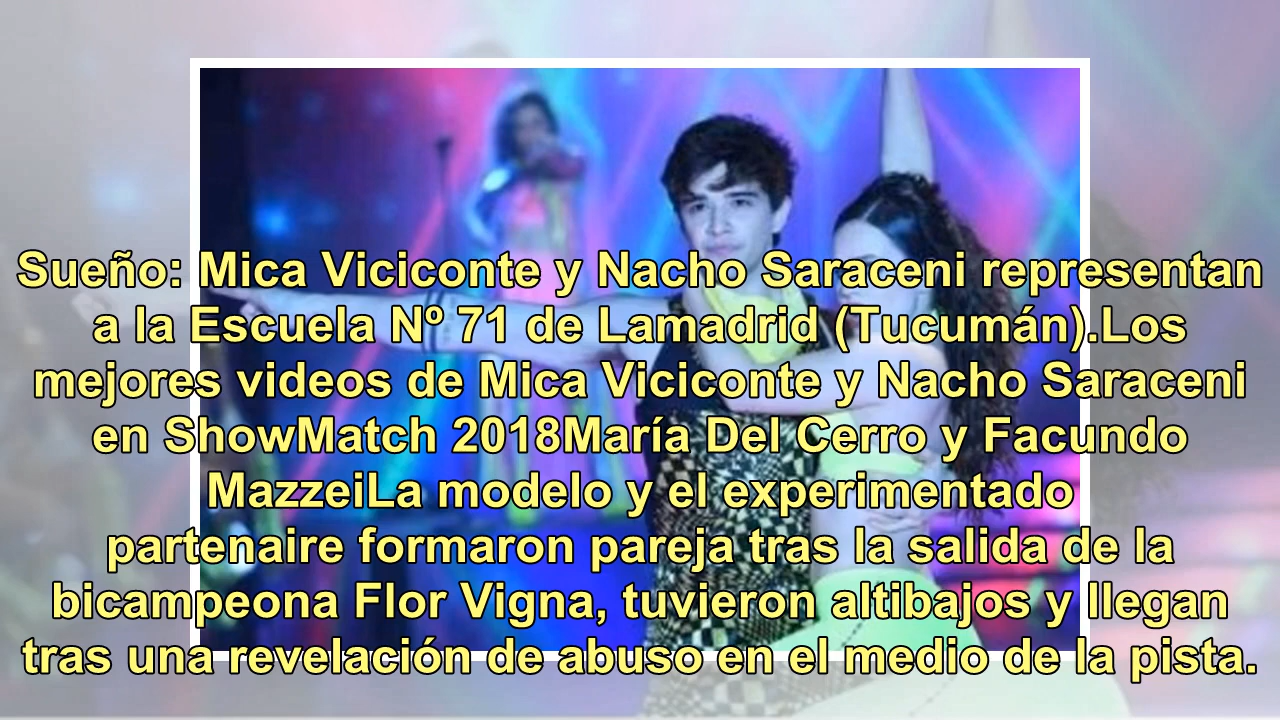 Sueño: Mica Viciconte y Nacho Saraceni representan
a la Escuela Nº 71 de Lamadrid (Tucumán).Los
mejores videos de Mica Viciconte y Nacho Saraceni
en ShowMatch 2018María Del Cerro y Facundo
MazzeiLa modelo y el experimentado
partenaire formaron pareja tras la salida de la
bicampeona Flor Vigna, tuvieron altibajos y llegan
tras una revelación de abuso en el medio de la pista.